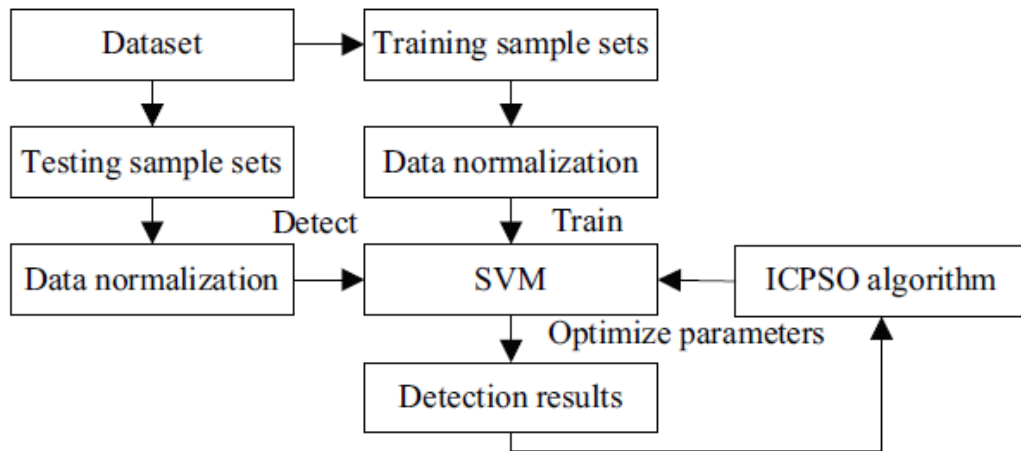 Dataset
Training sample sets
Testing sample sets
Data normalization
Detect
Train
Data normalization
SVM
ICPSO algorithm
Optimize parameters
Detection results